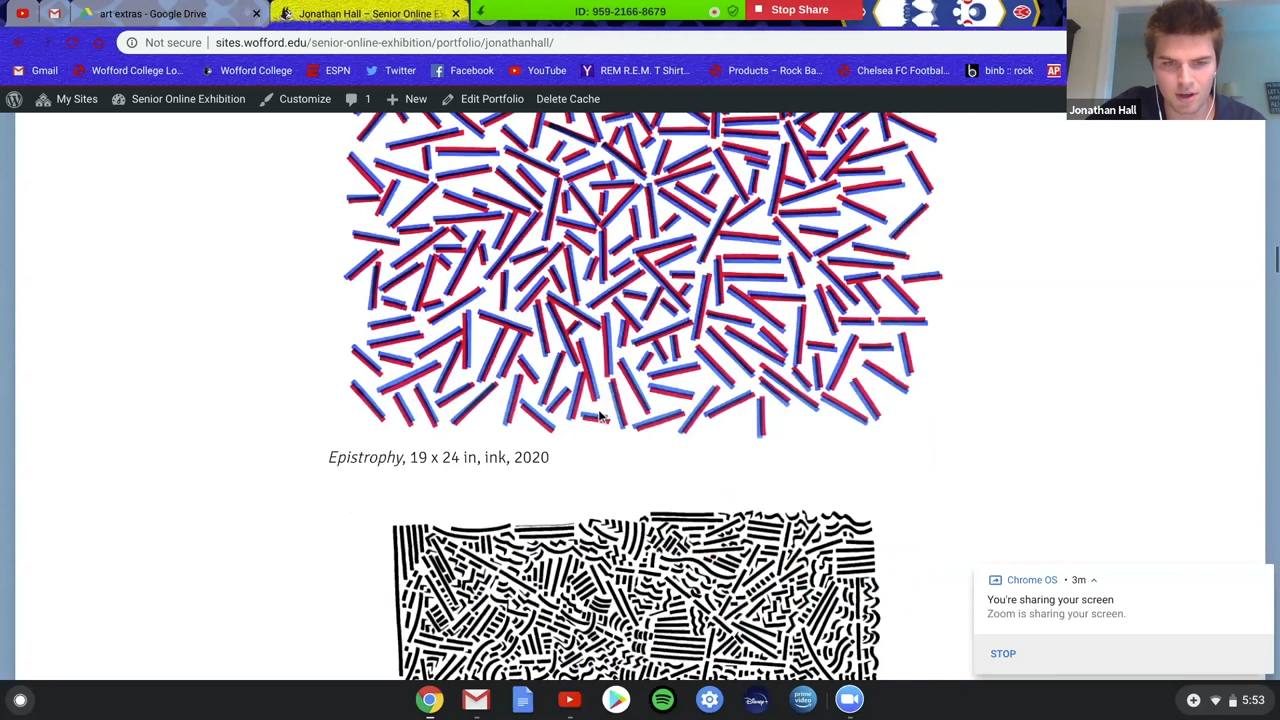 art extras - Google Drive
Jonathan Hall – Senior Online E
ID: 959-2166-8679
Stop Share
Not secure
sites.wofford.edu/senior-online-exhibition/portfolio/jonathanhall/
Gmail
Wofford College Lo...
Wofford College
ESPN
Twitter
Facebook
YouTube
REM R.E.M. T Shirt...
Products – Rock Ba...
Chelsea FC Footbal...
binb :: rock
AP
My Sites
Senior Online Exhibition
Customize
1
New
Edit Portfolio
Delete Cache
Jonathan Hall
Epistrophy, 19 x 24 in, ink, 2020
Chrome OS • 3m
You're sharing your screen
Zoom is sharing your screen.
STOP
Disney+
prime video
5:53